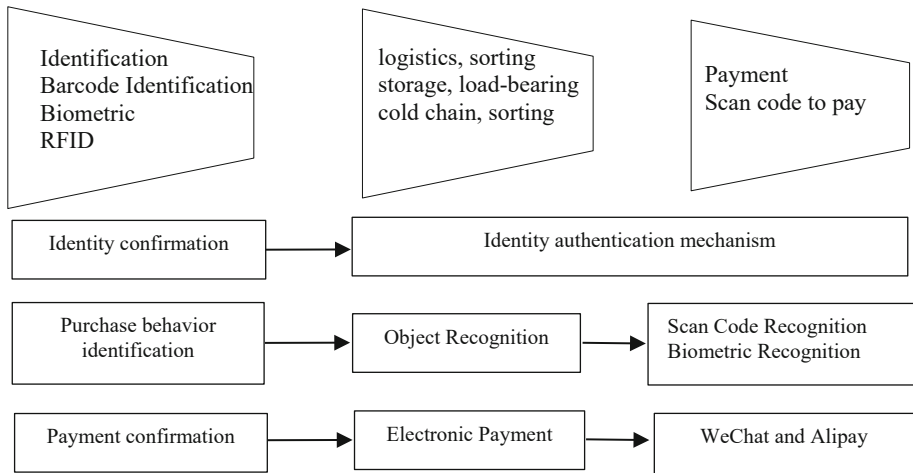 Identification
Barcode Identification
Biometric
RFID
logistics, sorting
storage, load-bearing
cold chain, sorting
Payment
Scan code to pay
Identity confirmation
Identity authentication mechanism
Purchase behavior
identification
Object Recognition
Scan Code Recognition
Biometric Recognition
Payment confirmation
Electronic Payment
WeChat and Alipay